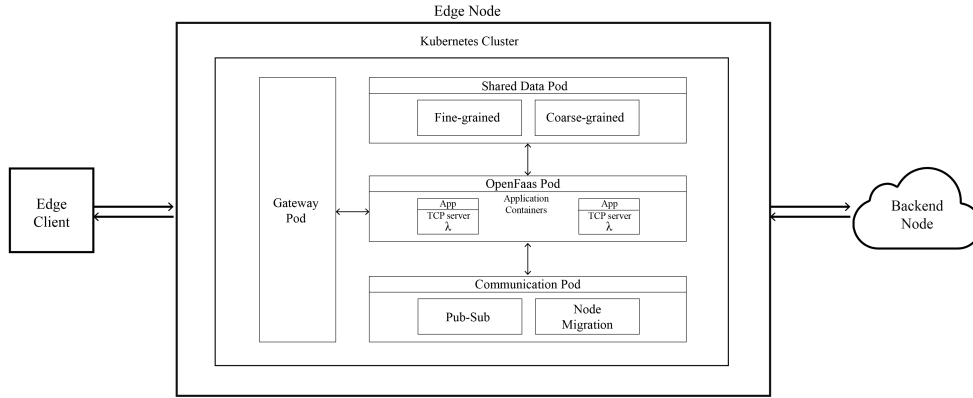 Edge Node
Kubernetes Cluster
Shared Data Pod
Fine-grained
Coarse-grained
Edge
Client
Gateway
Pod
OpenFaas Pod
Application
Containers
App
TCP server
λ
App
TCP server
λ
Communication Pod
Pub-Sub
Node
Migration
Backend
Node